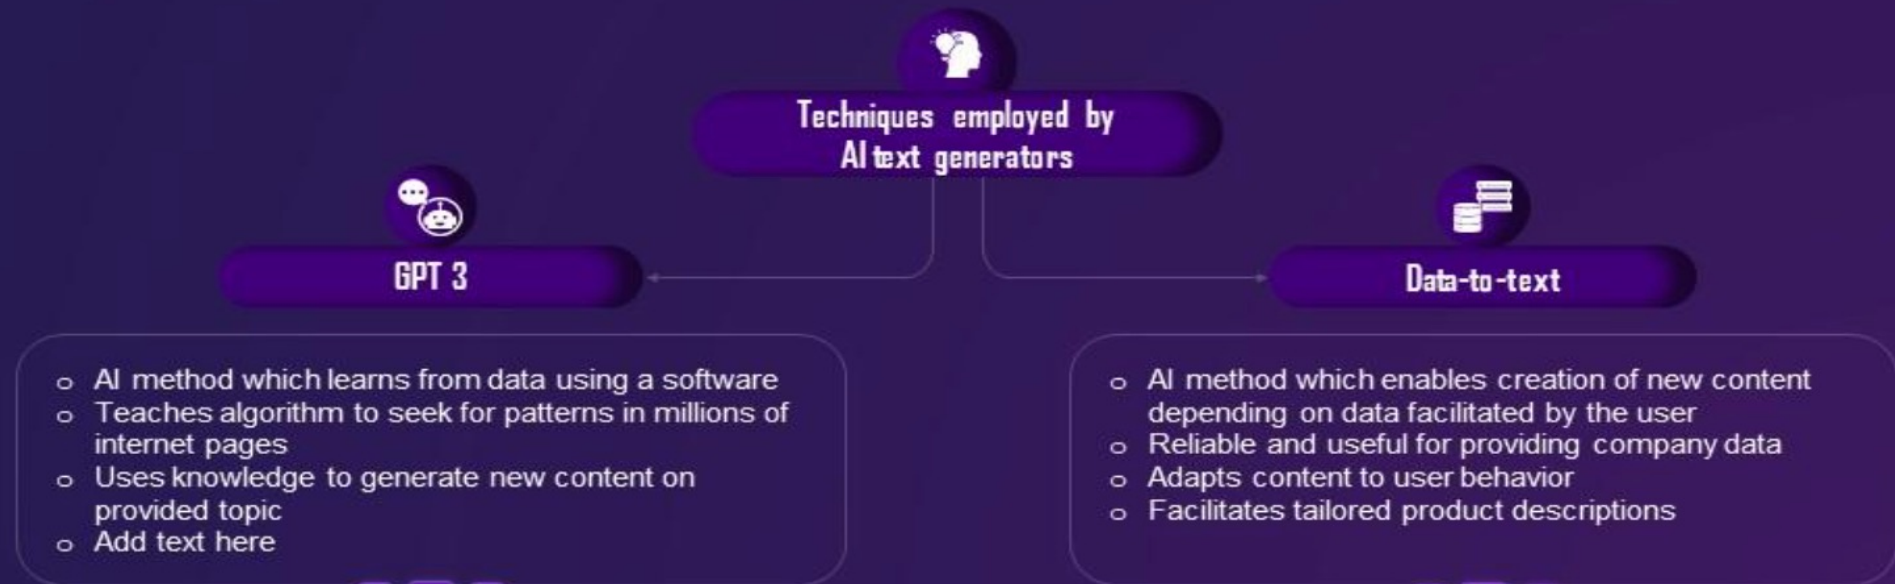 Techniques employed by
AI text generators
GPT 3
o AI method which learns from data using a software
o Teaches algorithm to seek for patterns in millions of
internet pages
o Uses knowledge to generate new content on
provided topic
o Add text here
Data-to-text
o AI method which enables creation of new content
depending on data facilitated by the user
o Reliable and useful for providing company data
o Adapts content to user behavior
o Facilitates tailored product descriptions